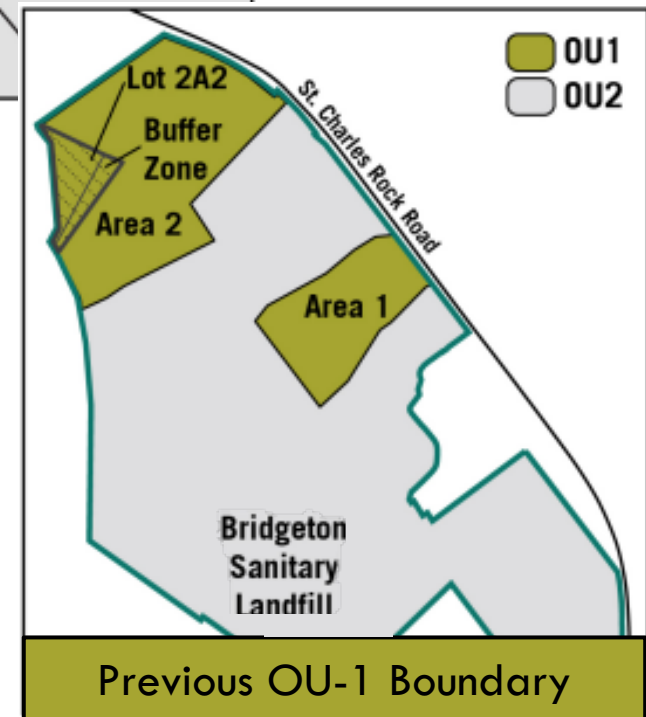 OU1
OU2
Lot 2A2
Buffer
Zone
St. Charles Rock Road
Area 2
Area 1
Bridgeton
Sanitary
Landfill
Previous OU-1 Boundary